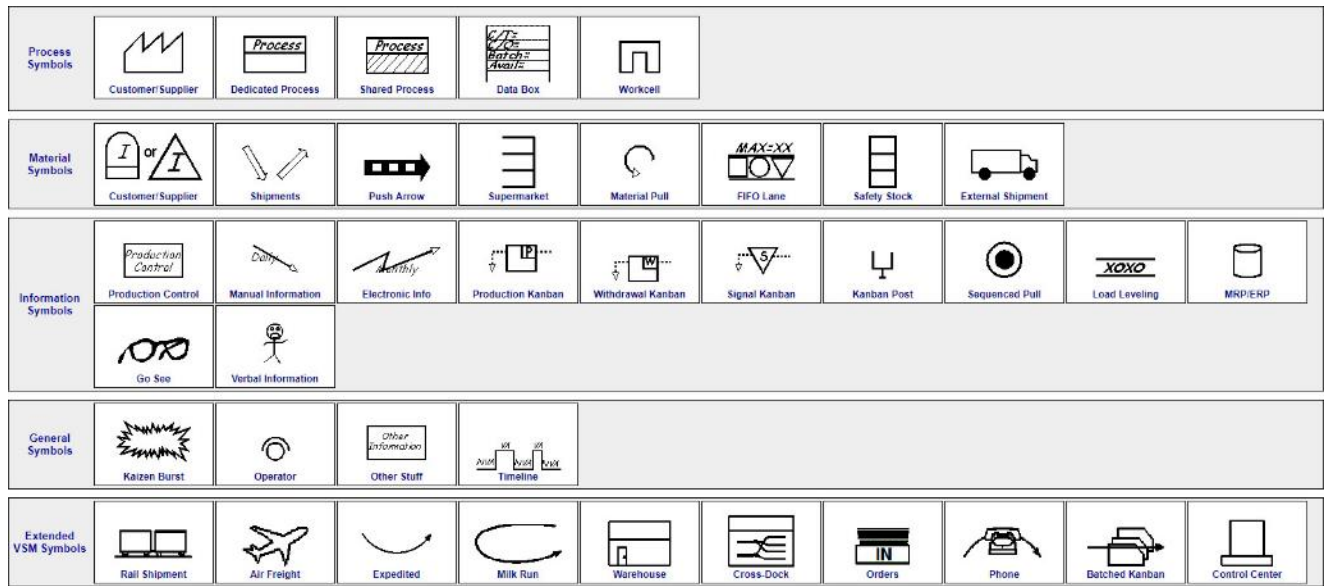 Process
Symbols
Process
Process
C/T=
C/O=
Batch=
Avail=
Customer/Supplier
Dedicated Process
Shared Process
Data Box
Workcell
Material
Symbols
I or I
MAX=XX
Customer/Supplier
Shipments
Push Arrow
Supermarket
Material Pull
FIFO Lane
Safety Stock
External Shipment
Information
Symbols
Production
Control
Daily
Monthly
P
W
S
XOXO
Production Control
Manual Information
Electronic Info
Production Kanban
Withdrawal Kanban
Signal Kanban
Kanban Post
Sequenced Pull
Load Leveling
MRP/ERP
Go See
Verbal Information
General
Symbols
Other
Information
VA VA
NVA NVA NVA
Kaizen Burst
Operator
Other Stuff
Timeline
Extended
VSM Symbols
IN
Rail Shipment
Air Freight
Expedited
Milk Run
Warehouse
Cross-Dock
Orders
Phone
Batched Kanban
Control Center